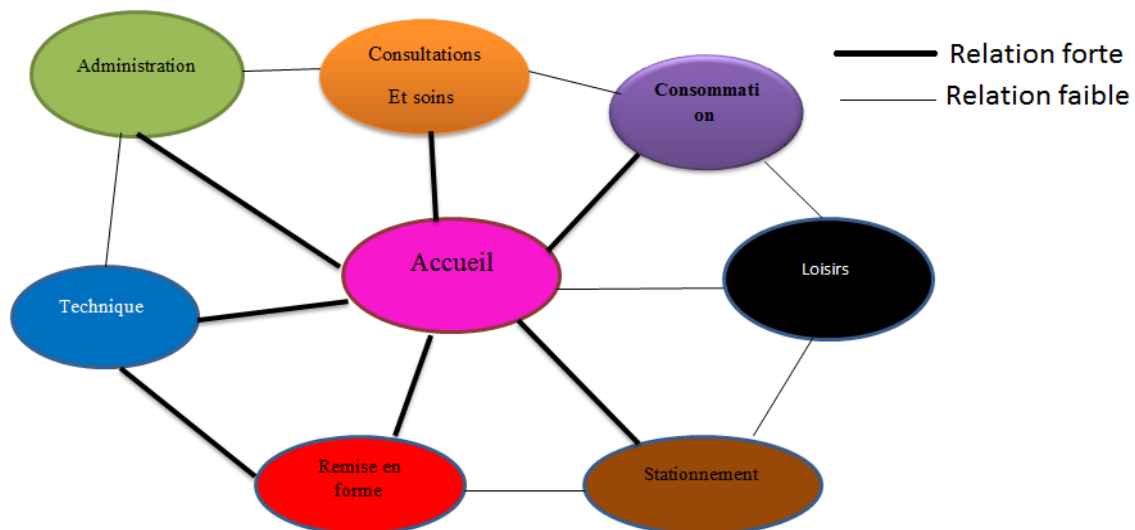 Administration
Consultations
Et soins
Consommati
on
Relation forte
Relation faible
Accueil
Loisirs
Technique
Remise en
forme
Stationnement